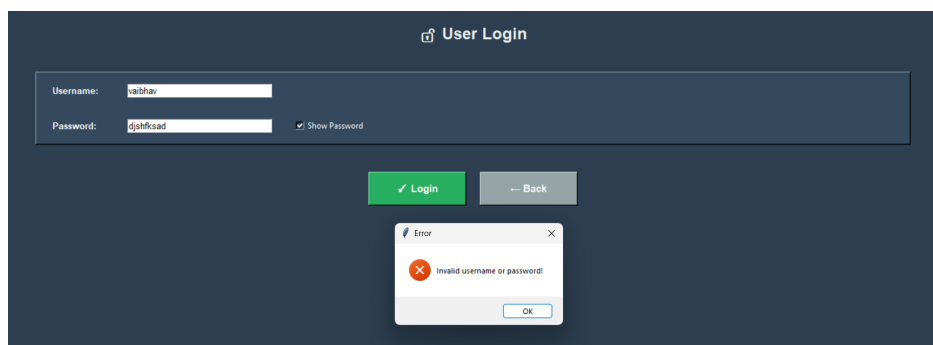 User Login
Username: vaibhav
Password: djshfksad Show Password
✓ Login ← Back
Error
Invalid username or password!
OK